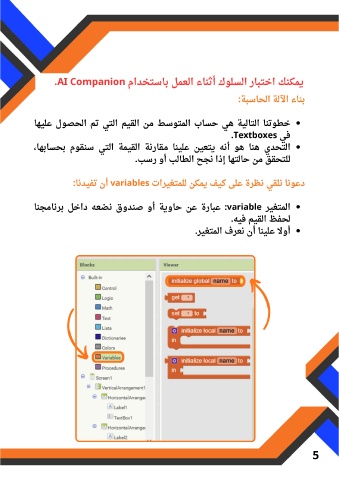 يمكنك اختبار السلوك أثناء العمل باستخدام AI Companion.
بناء الآلة الحاسبة:
• خطوتنا التالية هي حساب المتوسط من القيم التي تم الحصول عليها
في Textboxes.
• التحدي هنا هو أنه يتعين علينا مقارنة القيمة التي سنقوم بحسابها،
للتحقق من حالتها إذا نجح الطالب أو رسب.
دعونا نلقي نظرة على كيف يمكن للمتغيرات variables أن تفيدنا:
• المتغير variable: عبارة عن حاوية أو صندوق نضعه داخل برنامجنا
لحفظ القيم فيه.
• أولا علينا أن نعرف المتغير.
Blocks
Built-in
Control
Logic
Math
Text
Lists
Dictionaries
Colors
Variables
Procedures
Screen1
VerticalArrangement1
HorizontalArranger
Label1
TextBox1
HorizontalArranger
Label2
Viewer
initialize global name to
get
set to
initialize local name to
in
initialize local name to
in
5